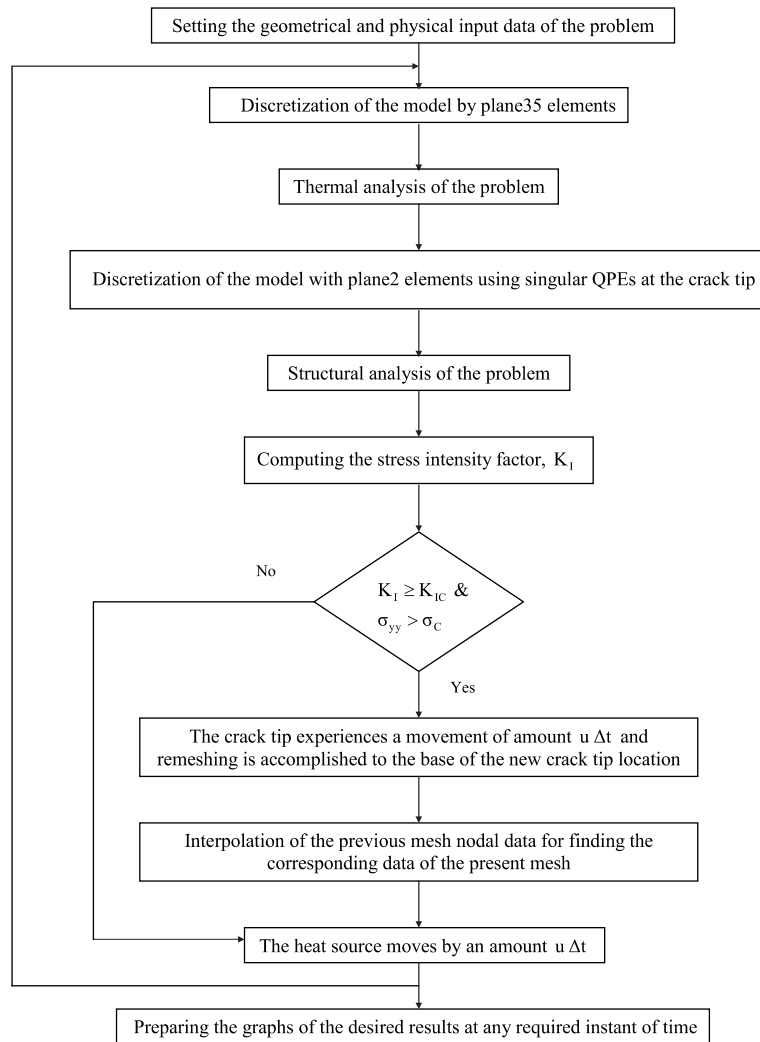 Setting the geometrical and physical input data of the problem
Discretization of the model by plane35 elements
Thermal analysis of the problem
Discretization of the model with plane2 elements using singular QPEs at the crack tip
Structural analysis of the problem
Computing the stress intensity factor, K_I
No
K_I ≥ K_IC &
σ_yy > σ_C
Yes
The crack tip experiences a movement of amount u Δt and
remeshing is accomplished to the base of the new crack tip location
Interpolation of the previous mesh nodal data for finding the
corresponding data of the present mesh
The heat source moves by an amount u Δt
Preparing the graphs of the desired results at any required instant of time